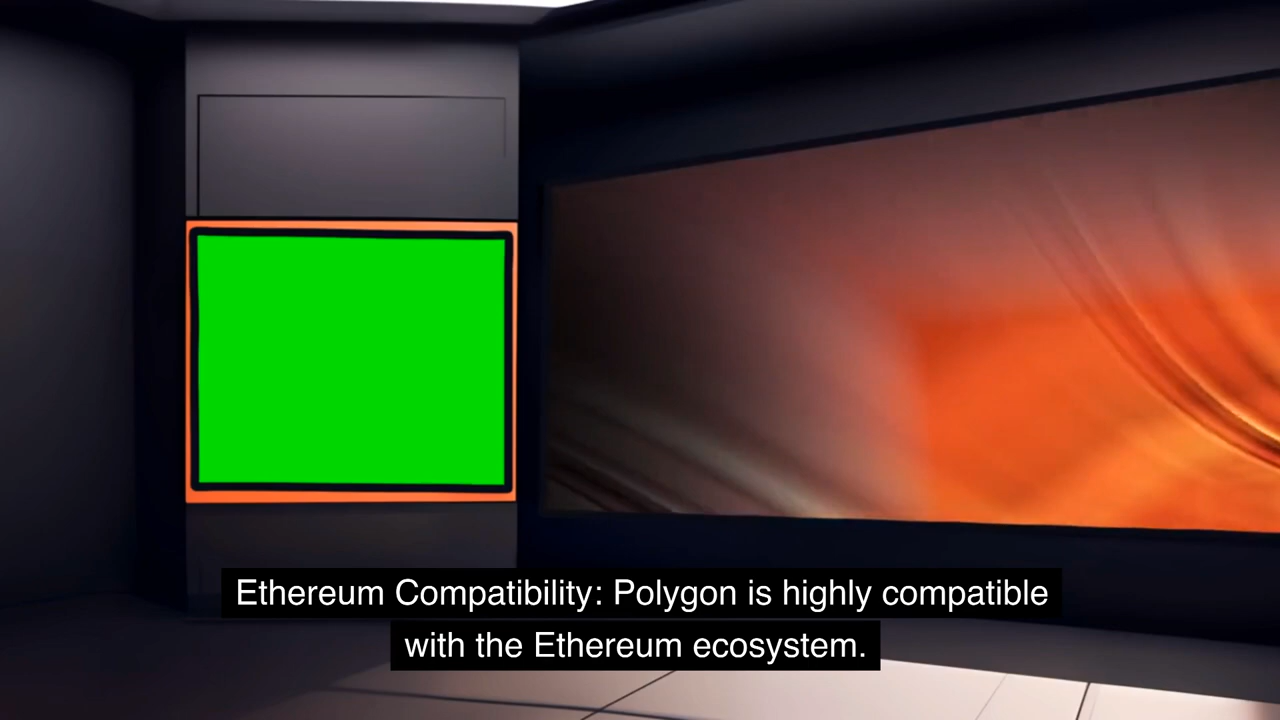 Ethereum Compatibility: Polygon is highly compatible
with the Ethereum ecosystem.